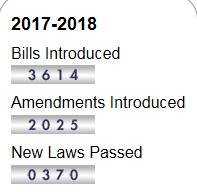 2017-2018
Bills Introduced
3614
Amendments Introduced
2025
New Laws Passed
0370